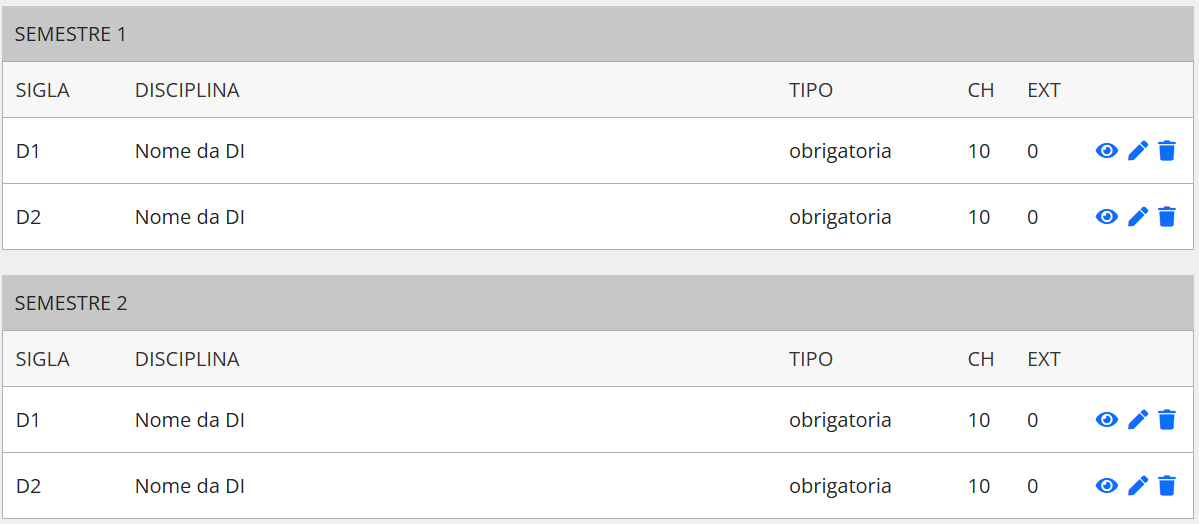 SEMESTRE 1
SIGLA DISCIPLINA TIPO CH EXT
D1 Nome da DI obrigatoria 10 0
D2 Nome da DI obrigatoria 10 0
SEMESTRE 2
SIGLA DISCIPLINA TIPO CH EXT
D1 Nome da DI obrigatoria 10 0
D2 Nome da DI obrigatoria 10 0